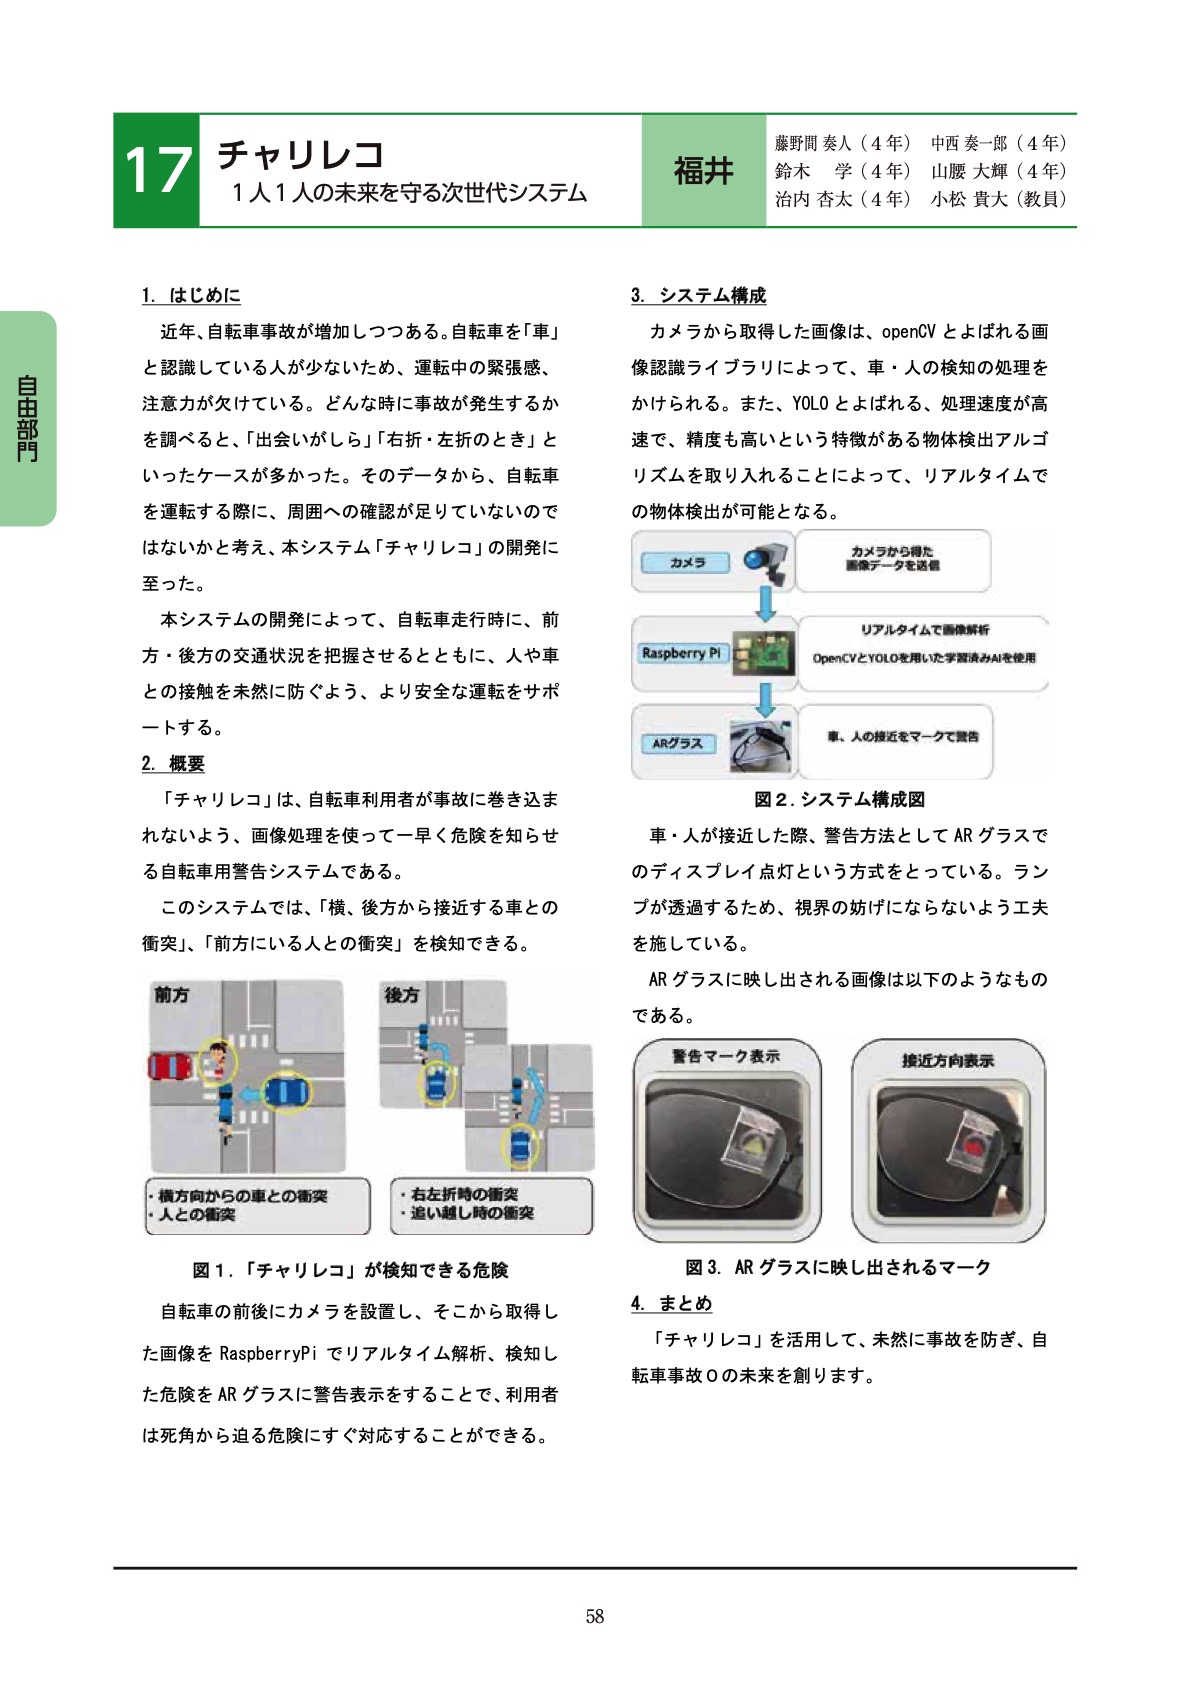 17
チャリレコ
1人1人の未来を守る次世代システム
福井
藤野間 奏人（４年）　中西 奏一郎（４年）
鈴木　学（４年）　山腰 大輝（４年）
治内 杏太（４年）　小松 貴大（教員）
自由部門
1. はじめに
近年、自転車事故が増加しつつある。自転車を「車」
と認識している人が少ないため、運転中の緊張感、
注意力が欠けている。どんな時に事故が発生するか
を調べると、「出会いがしら」「右折・左折のとき」と
いったケースが多かった。そのデータから、自転車
を運転する際に、周囲への確認が足りていないので
はないかと考え、本システム「チャリレコ」の開発に
至った。
本システムの開発によって、自転車走行時に、前
方・後方の交通状況を把握させるとともに、人や車
との接触を未然に防ぐよう、より安全な運転をサポ
ートする。
2. 概要
「チャリレコ」は、自転車利用者が事故に巻き込ま
れないよう、画像処理を使って一早く危険を知らせ
る自転車用警告システムである。
このシステムでは、「横、後方から接近する車との
衝突」、「前方にいる人との衝突」を検知できる。
前方
後方
・横方向からの車との衝突
・人との衝突
・右左折時の衝突
・追い越し時の衝突
図１.「チャリレコ」が検知できる危険
自転車の前後にカメラを設置し、そこから取得し
た画像を RaspberryPi でリアルタイム解析、検知し
た危険を AR グラスに警告表示をすることで、利用者
は死角から迫る危険にすぐ対応することができる。
3. システム構成
カメラから取得した画像は、openCV とよばれる画
像認識ライブラリによって、車・人の検知の処理を
かけられる。また、YOLO とよばれる、処理速度が高
速で、精度も高いという特徴がある物体検出アルゴ
リズムを取り入れることによって、リアルタイムで
の物体検出が可能となる。
カメラ
カメラから得た
画像データを送信
Raspberry Pi
リアルタイムで画像解析
OpenCVとYOLOを用いた学習済みAIを使用
ARグラス
車、人の接近をマークで警告
図２.システム構成図
車・人が接近した際、警告方法として AR グラスで
のディスプレイ点灯という方式をとっている。ラン
プが透過するため、視界の妨げにならないよう工夫
を施している。
AR グラスに映し出される画像は以下のようなもの
である。
警告マーク表示
接近方向表示
図３. AR グラスに映し出されるマーク
4. まとめ
「チャリレコ」を活用して、未然に事故を防ぎ、自
転車事故０の未来を創ります。
58